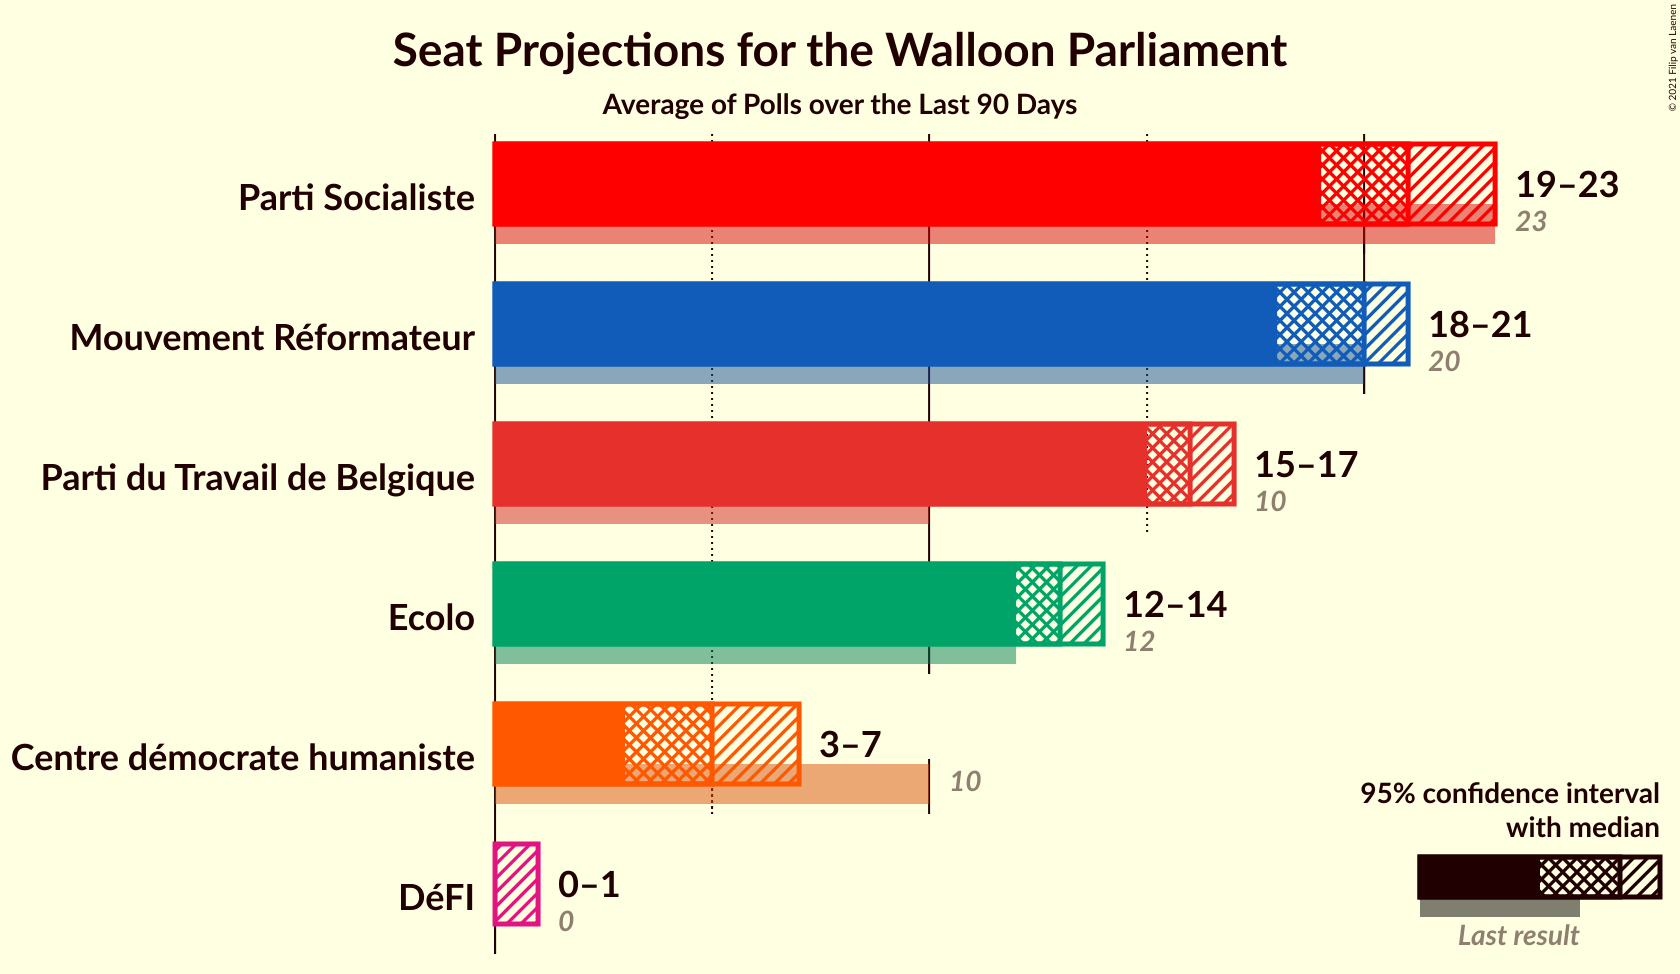 Seat Projections for the Walloon Parliament
Average of Polls over the Last 90 Days
© 2021 Filip van Laenen
Parti Socialiste
19–23
23
Mouvement Réformateur
18–21
20
Parti du Travail de Belgique
15–17
10
Ecolo
12–14
12
Centre démocrate humaniste
3–7
10
DéFI
0–1
0
95% confidence interval
with median
Last result